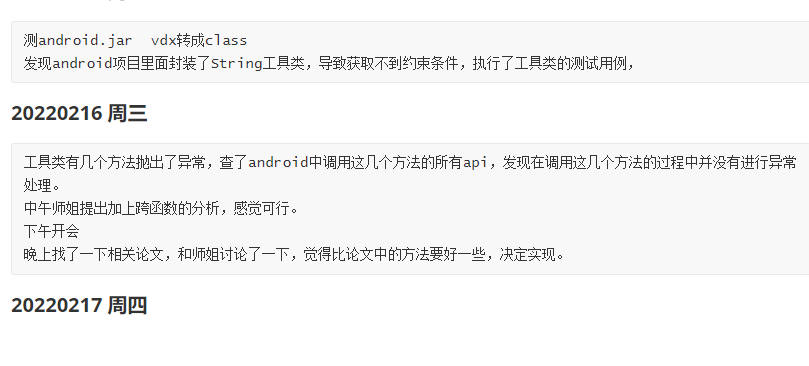 测android.jar  vdx转成class
发现android项目里面封装了String工具类，导致获取不到约束条件，执行了工具类的测试用例，
20220216 周三
工具类有几个方法抛出了异常，查了android中调用这几个方法的所有api，发现在调用这几个方法的过程中并没有进行异常
处理。
中午师姐提出加上跨函数的分析，感觉可行。
下午开会
晚上找了一下相关论文，和师姐讨论了一下，觉得比论文中的方法要好一些，决定实现。
20220217 周四